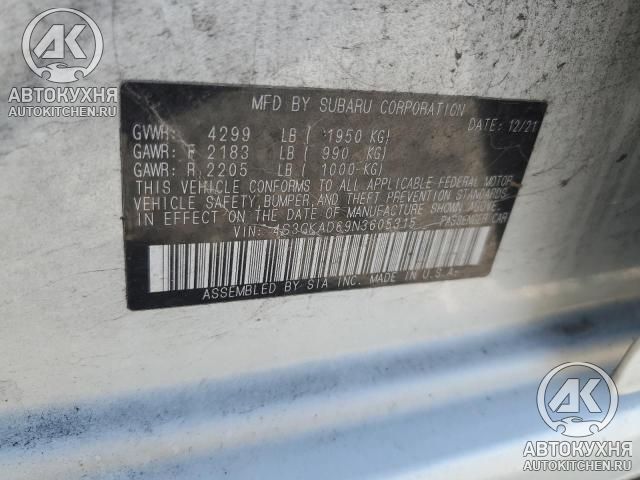 АК
АВТОКУХНЯ
AUTOKITCHEN.RU
MFD BY SUBARU CORPORATION DATE: 12/21
GVWR: 4299 LB ( 1950 KG)
GAWR: F 2183 LB ( 990 KG)
GAWR: R 2205 LB ( 1000 KG)
THIS VEHICLE CONFORMS TO ALL APPLICABLE FEDERAL MOTOR
VEHICLE SAFETY, BUMPER, AND THEFT PREVENTION STANDARDS
IN EFFECT ON THE DATE OF MANUFACTURE SHOWN ABOVE.
VIN: 4S3GKAD69N3605315 PASSENGER CAR
ASSEMBLED BY SIA INC. MADE IN U.S.A.
АК
АВТОКУХНЯ
AUTOKITCHEN.RU